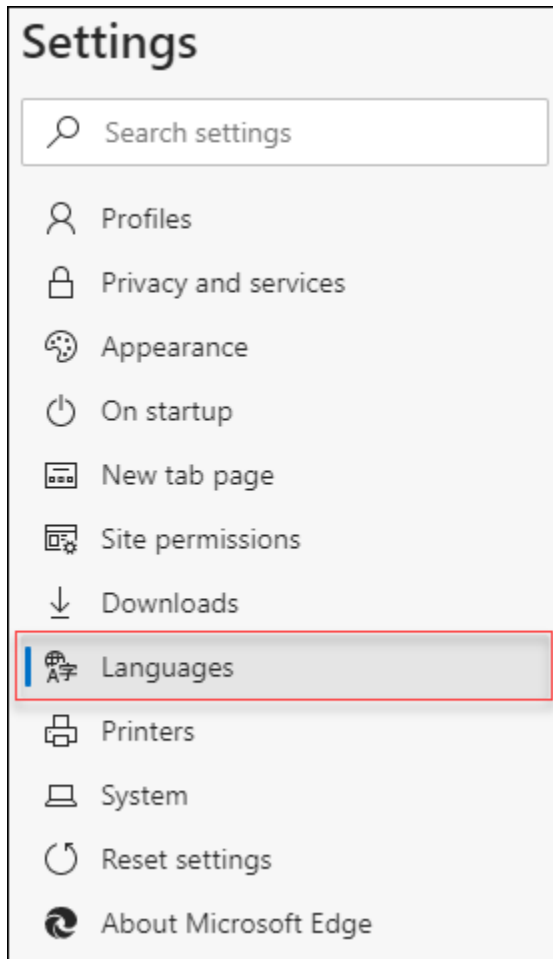 Settings
Search settings
Profiles
Privacy and services
Appearance
On startup
New tab page
Site permissions
Downloads
Languages
Printers
System
Reset settings
About Microsoft Edge